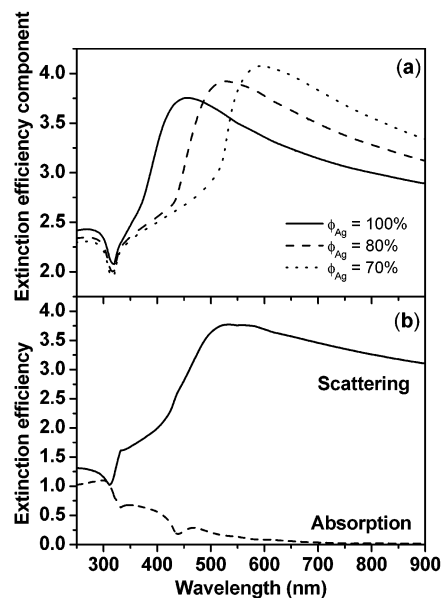 (a)
Extinction efficiency component
4.0
3.5
3.0
2.5
2.0
ϕAg = 100%
ϕAg = 80%
ϕAg = 70%
(b)
Extinction efficiency
4.0
3.5
3.0
2.5
2.0
1.5
1.0
0.5
0.0
Scattering
Absorption
300 400 500 600 700 800 900
Wavelength (nm)